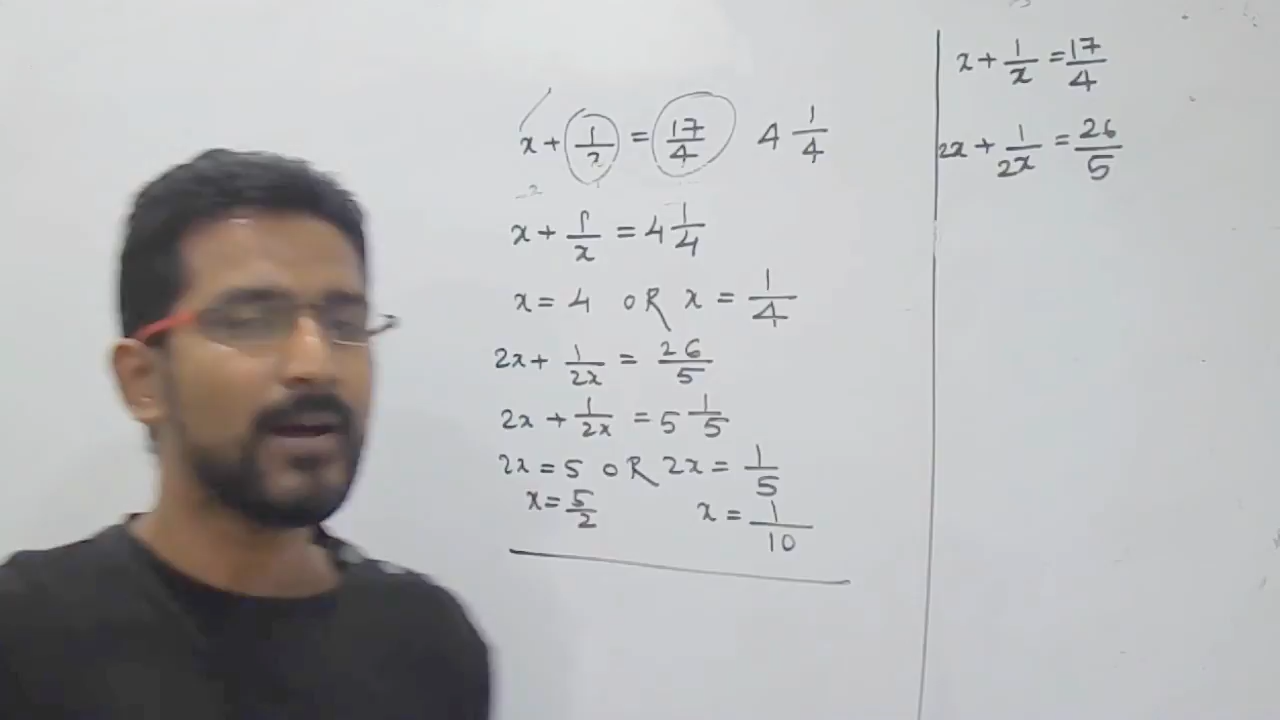 x + 1/x = 17/4 4 1/4
x + 1/x = 4 1/4
x = 4 OR x = 1/4
2x + 1/2x = 26/5
2x + 1/2x = 5 1/5
2x = 5 OR 2x = 1/5
x = 5/2 x = 1/10
x + 1/x = 17/4
2x + 1/2x = 26/5